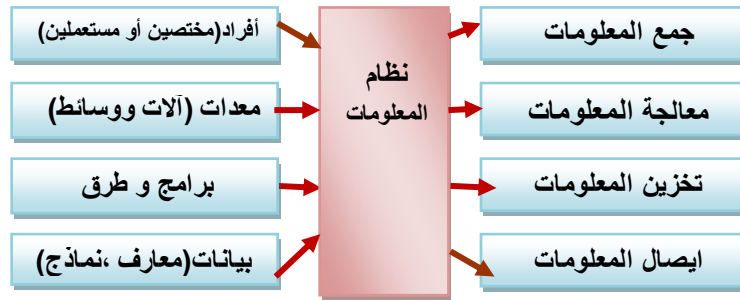 أفراد(مختصين أو مستعملين)
معدات (آلات ووسائط)
برامج و طرق
بيانات(معارف ،نماذج)
نظام
المعلومات
جمع المعلومات
معالجة المعلومات
تخزين المعلومات
ايصال المعلومات